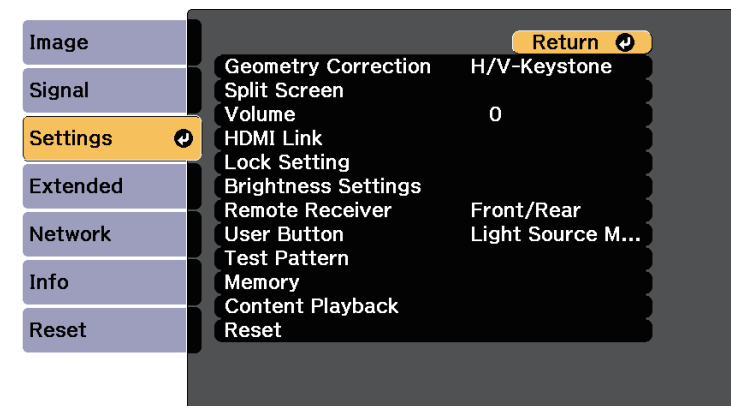 Image
Signal
Settings
Extended
Network
Info
Reset
Return
Geometry Correction H/V-Keystone
Split Screen
Volume 0
HDMI Link
Lock Setting
Brightness Settings
Remote Receiver Front/Rear
User Button Light Source M...
Test Pattern
Memory
Content Playback
Reset